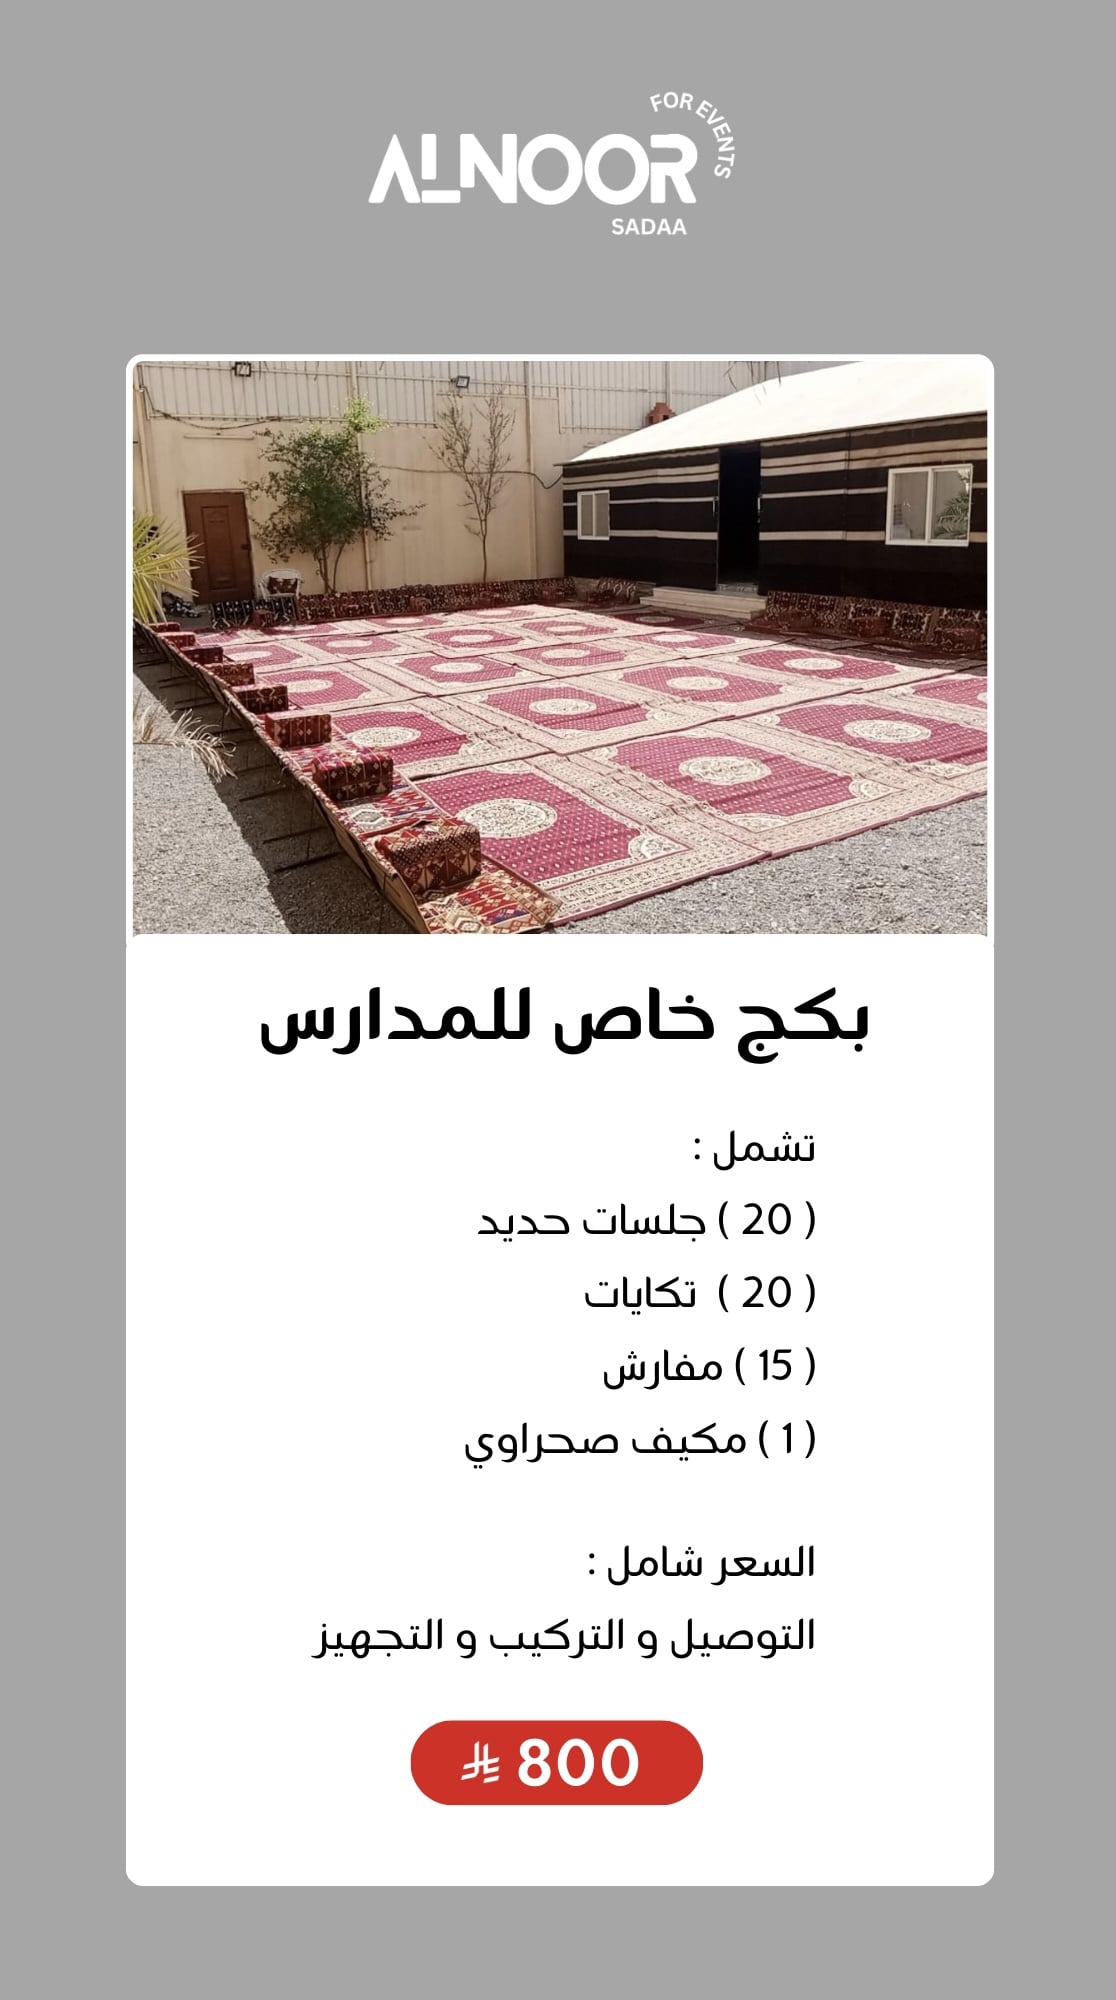 FOR EVENTS
ALNOOR
SADAA
بكج خاص للمدارس
تشمل :
( 20 ) جلسات حديد
( 20 ) تكايات
( 15 ) مفارش
( 1 ) مكيف صحراوي
السعر شامل :
التوصيل و التركيب و التجهيز
800 ⃁